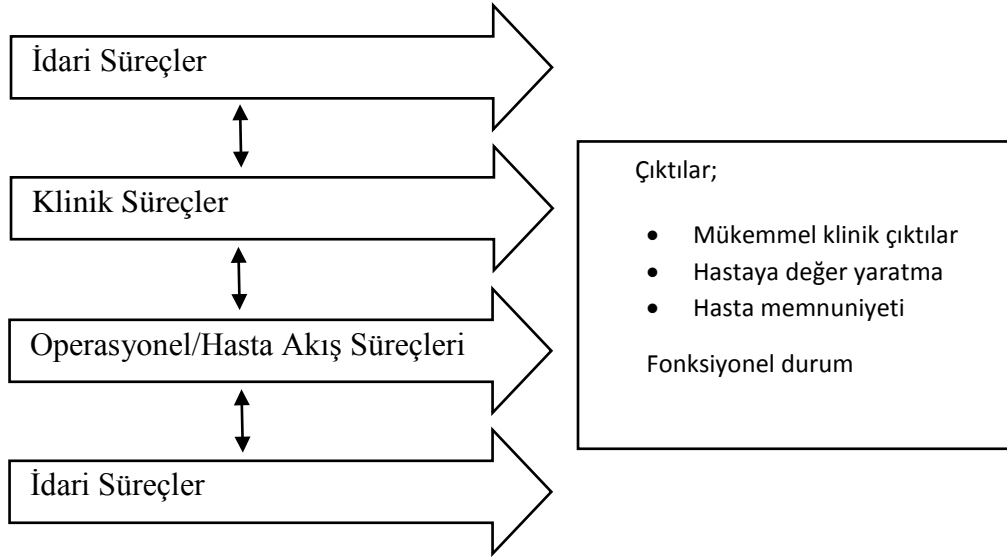 İdari Süreçler
Klinik Süreçler
Operasyonel/Hasta Akış Süreçleri
İdari Süreçler
Çıktılar;
• Mükemmel klinik çıktılar
• Hastaya değer yaratma
• Hasta memnuniyeti
Fonksiyonel durum